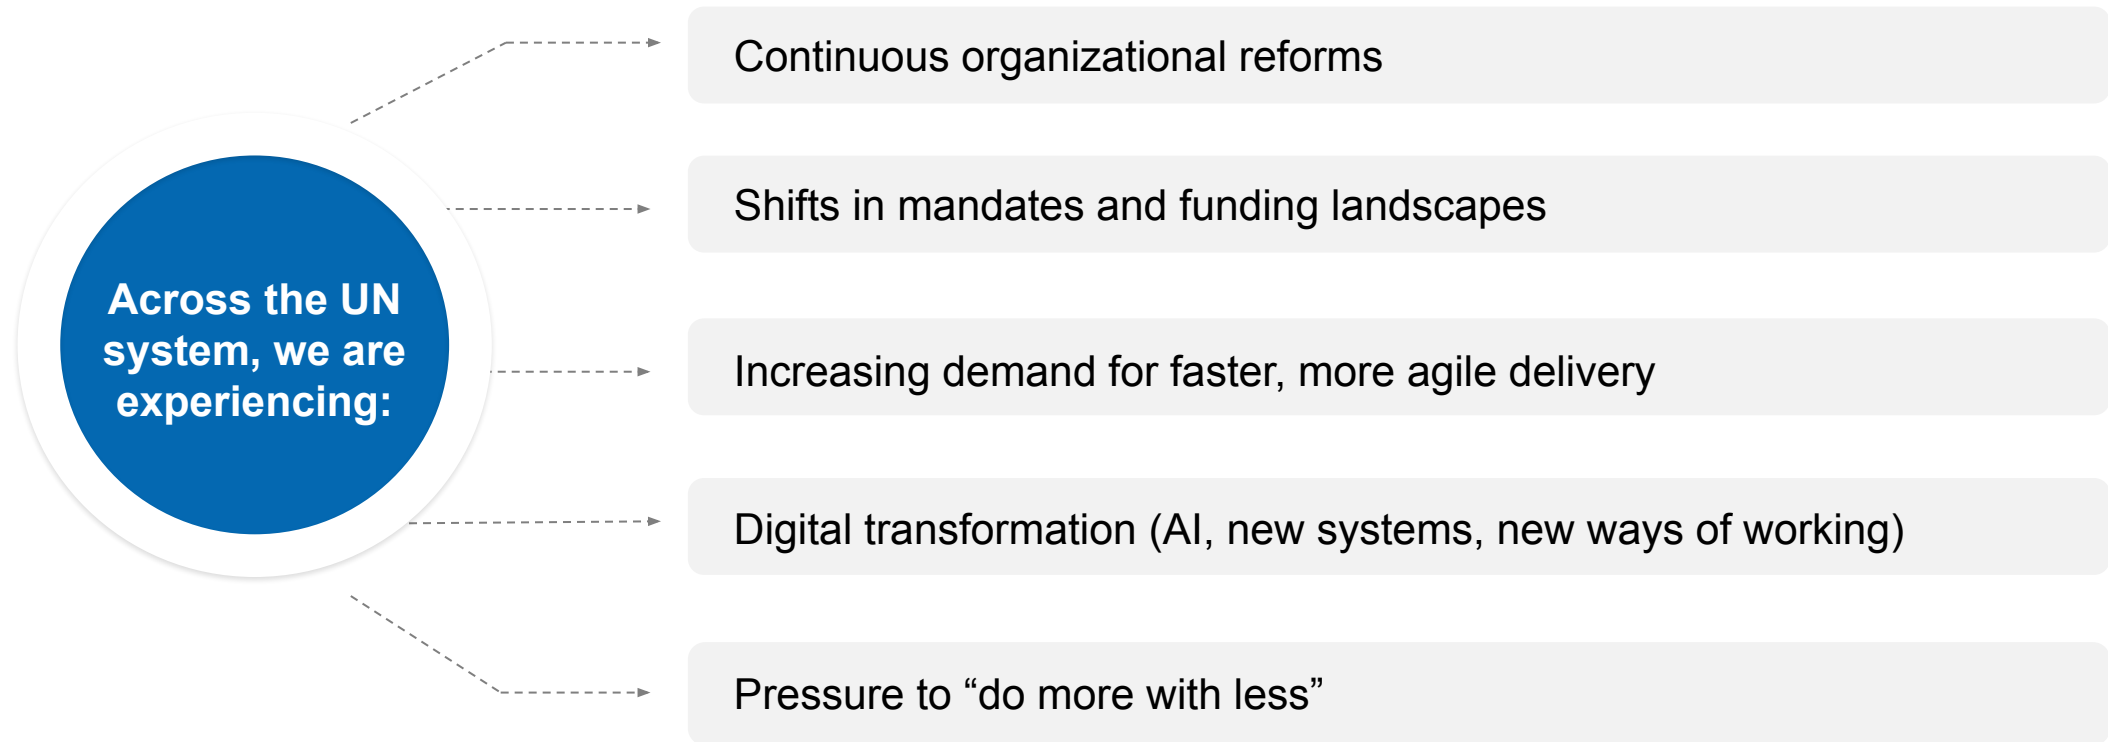 Across the UN
system, we are
experiencing:
Continuous organizational reforms
Shifts in mandates and funding landscapes
Increasing demand for faster, more agile delivery
Digital transformation (AI, new systems, new ways of working)
Pressure to “do more with less”